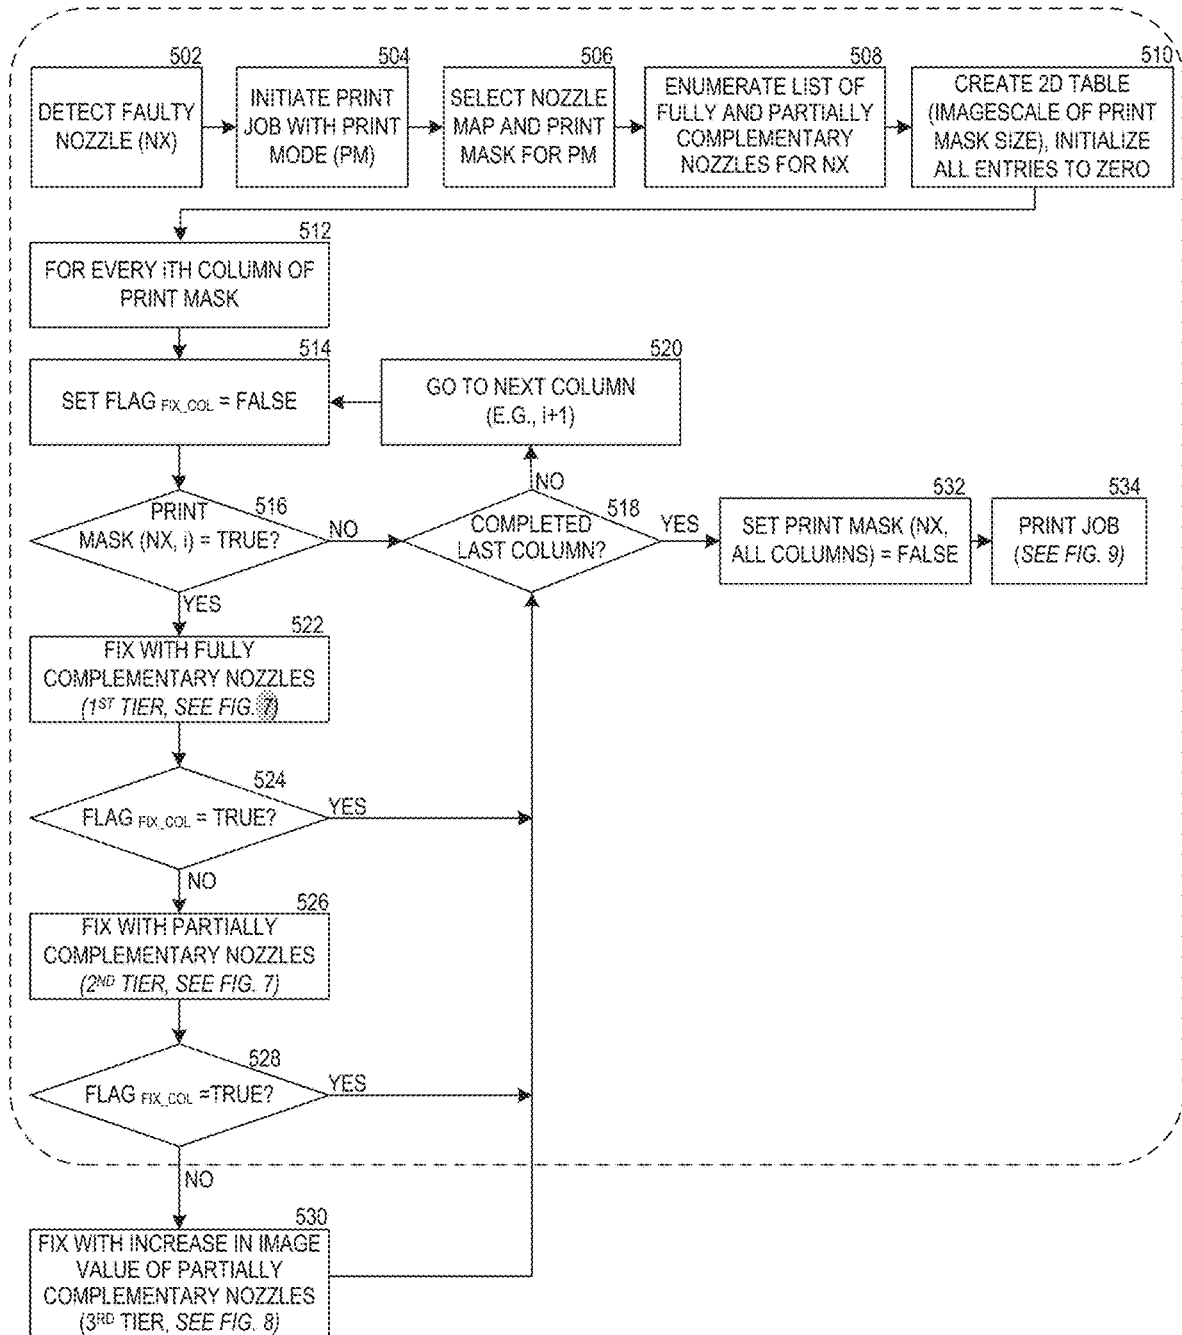 502
DETECT FAULTY
NOZZLE (NX)
504
INITIATE PRINT
JOB WITH PRINT
MODE (PM)
506
SELECT NOZZLE
MAP AND PRINT
MASK FOR PM
508
ENUMERATE LIST OF
FULLY AND PARTIALLY
COMPLEMENTARY
NOZZLES FOR NX
510
CREATE 2D TABLE
(IMAGESCALE OF PRINT
MASK SIZE), INITIALIZE
ALL ENTRIES TO ZERO
512
FOR EVERY iTH COLUMN OF
PRINT MASK
514
SET FLAG FIX_COL = FALSE
520
GO TO NEXT COLUMN
(E.G., i+1)
516
PRINT
MASK (NX, i) = TRUE?
NO
YES
518
COMPLETED
LAST COLUMN?
NO
YES
532
SET PRINT MASK (NX,
ALL COLUMNS) = FALSE
534
PRINT JOB
(SEE FIG. 9)
522
FIX WITH FULLY
COMPLEMENTARY NOZZLES
(1ST TIER, SEE FIG. 7)
524
FLAG FIX_COL = TRUE?
YES
NO
526
FIX WITH PARTIALLY
COMPLEMENTARY NOZZLES
(2ND TIER, SEE FIG. 7)
528
FLAG FIX_COL =TRUE?
YES
NO
530
FIX WITH INCREASE IN IMAGE
VALUE OF PARTIALLY
COMPLEMENTARY NOZZLES
(3RD TIER, SEE FIG. 8)